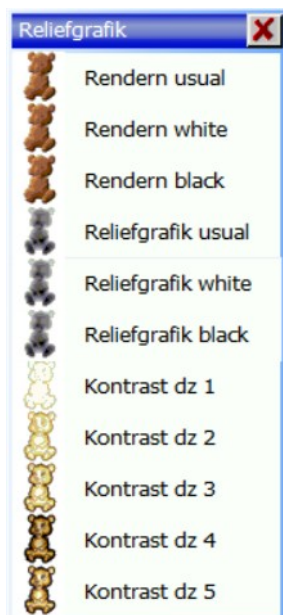 Reliefgrafik
Rendern usual
Rendern white
Rendern black
Reliefgrafik usual
Reliefgrafik white
Reliefgrafik black
Kontrast dz 1
Kontrast dz 2
Kontrast dz 3
Kontrast dz 4
Kontrast dz 5